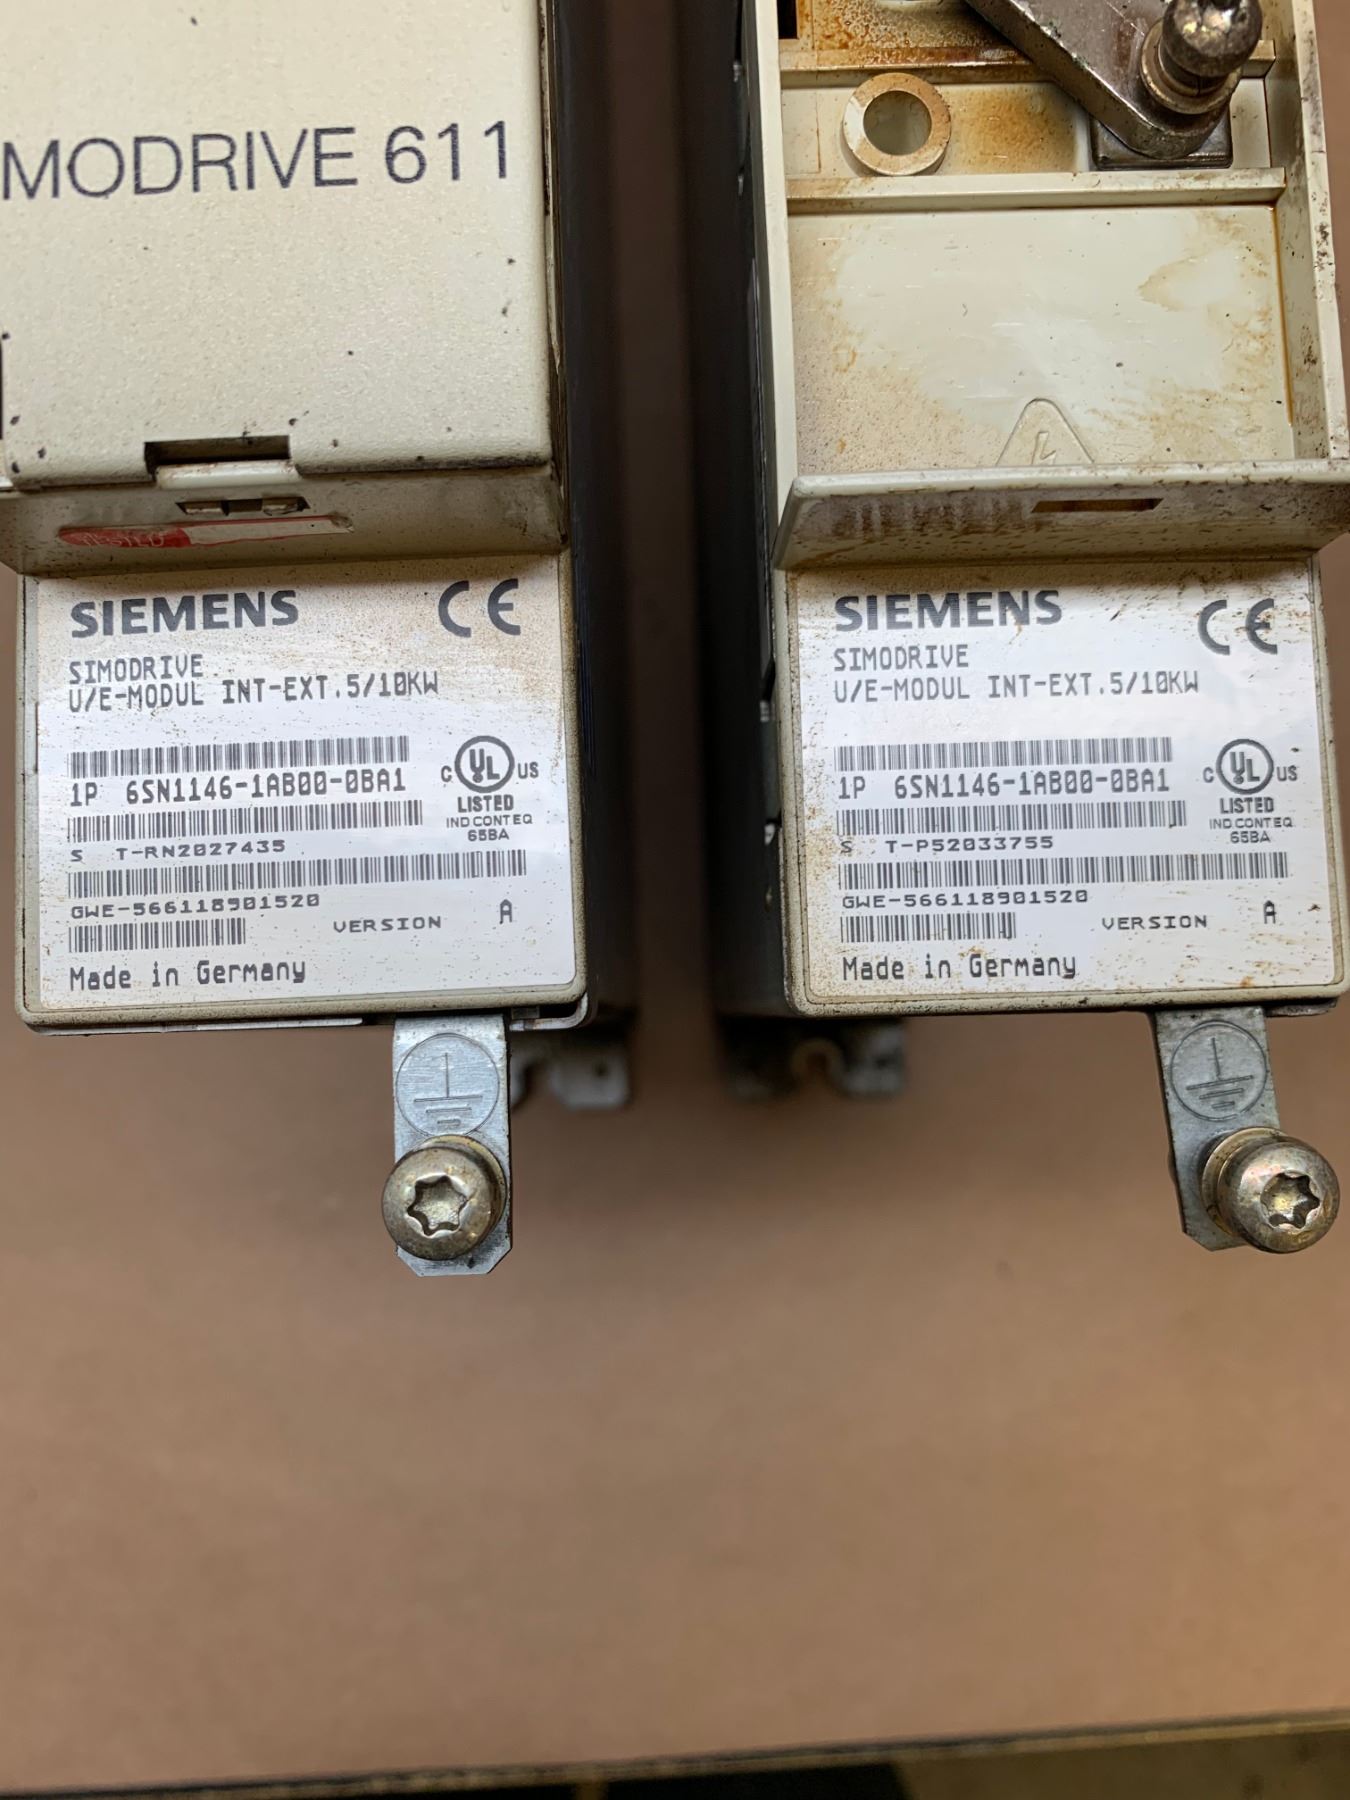 MODRIVE 611
SIEMENS CE
SIMODRIVE
U/E-MODUL INT-EXT.5/10KW
1P 6SN1146-1AB00-0BA1
C UL US
LISTED
IND CONT EQ
65BA
S T-RN2027435
GWE-566118901520
VERSION A
Made in Germany
SIEMENS CE
SIMODRIVE
U/E-MODUL INT-EXT.5/10KW
1P 6SN1146-1AB00-0BA1
C UL US
LISTED
IND CONT EQ
65BA
S T-P52033755
GWE-566118901520
VERSION A
Made in Germany